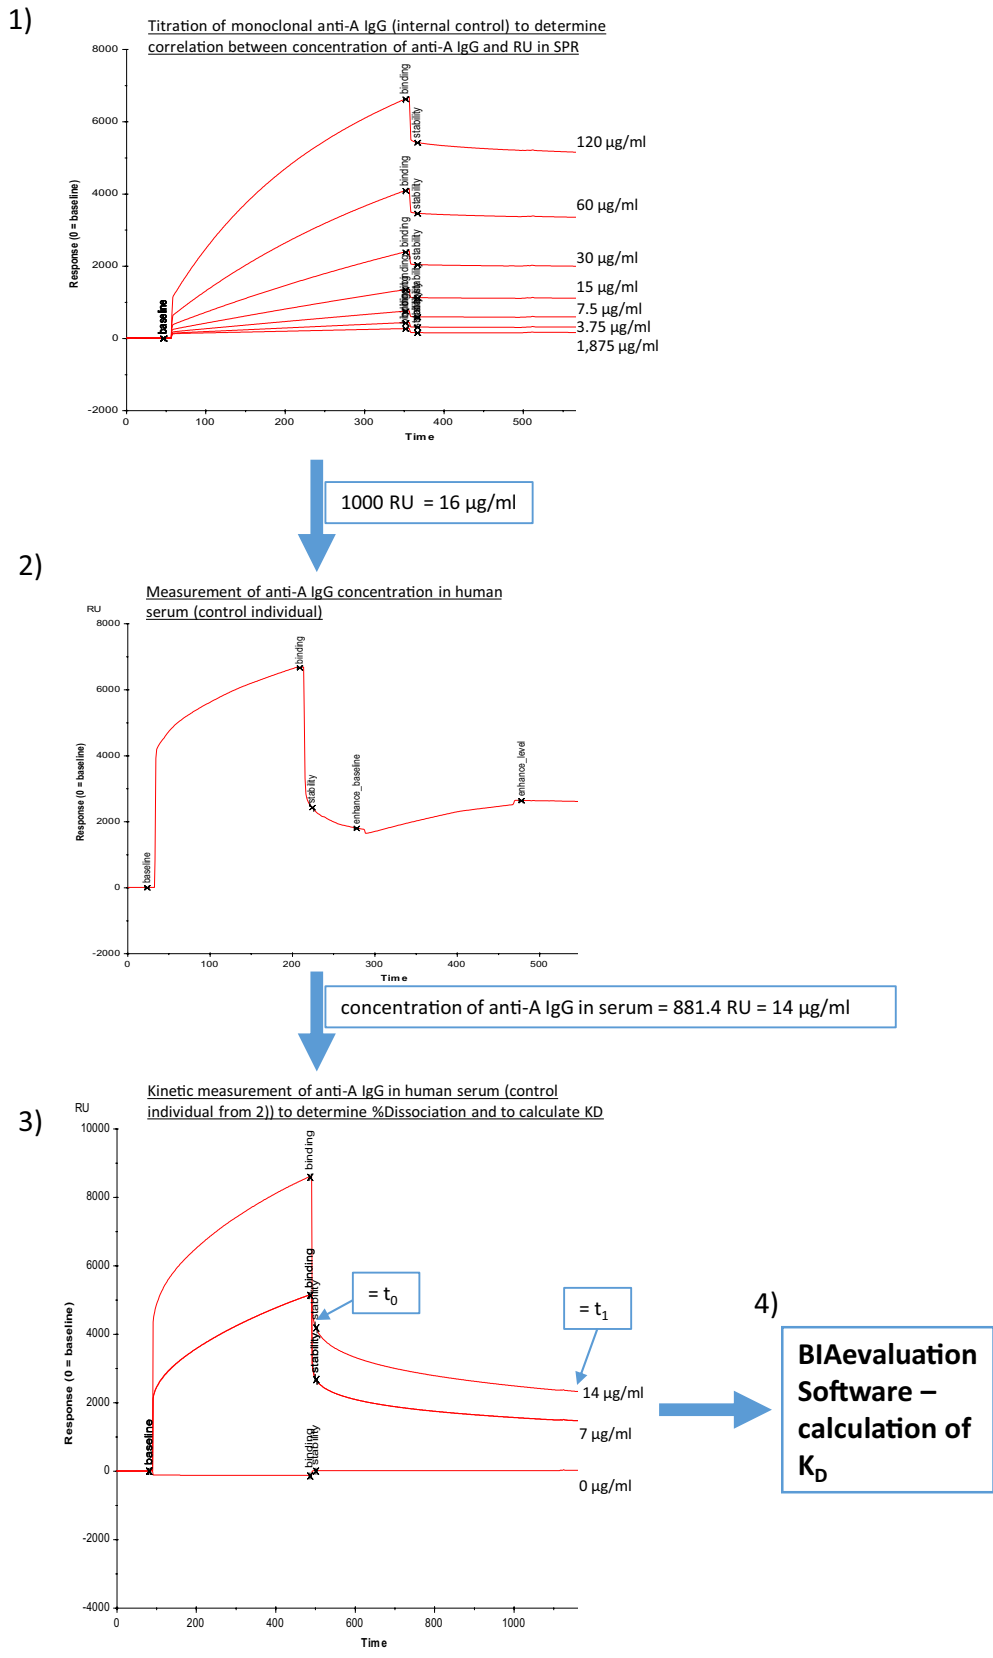 1)
Titration of monoclonal anti-A IgG (internal control) to determine
correlation between concentration of anti-A IgG and RU in SPR
8000
6000
4000
2000
0
-2000
Response (0 = baseline)
baseline
binding
stability
binding
stability
binding
stability
binding
120 µg/ml
60 µg/ml
30 µg/ml
15 µg/ml
7.5 µg/ml
3.75 µg/ml
1,875 µg/ml
0
100
200
300
400
500
Time
1000 RU = 16 µg/ml
2)
Measurement of anti-A IgG concentration in human
serum (control individual)
RU
8000
6000
4000
2000
0
-2000
Response (0 = baseline)
baseline
binding
stability
enhance_baseline
enhance_level
0
100
200
300
400
500
Time
concentration of anti-A IgG in serum = 881.4 RU = 14 µg/ml
3)
Kinetic measurement of anti-A IgG in human serum (control
individual from 2)) to determine %Dissociation and to calculate KD
RU
10000
8000
6000
4000
2000
0
-2000
-4000
Response (0 = baseline)
baseline
binding
binding
stability
stability
binding
stability
= t0
= t1
14 µg/ml
7 µg/ml
0 µg/ml
0
200
400
600
800
1000
Time
4)
BIAevaluation
Software –
calculation of
KD